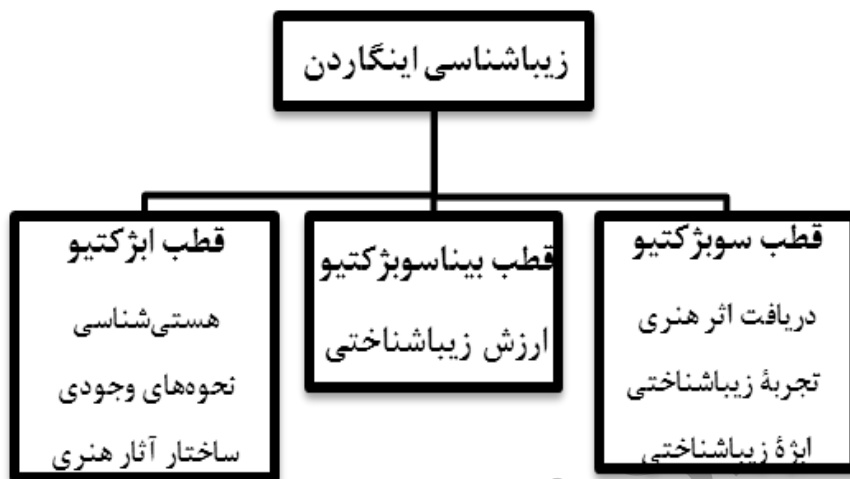 زیباشناسی اینگاردن
قطب سوبژکتیو
دریافت اثر هنری
تجربهٔ زیباشناختی
ابژهٔ زیباشناختی
قطب بیناسوبژکتیو
ارزش زیباشناختی
قطب ابژکتیو
هستی‌شناسی
نحوه‌های وجودی
ساختار آثار هنری